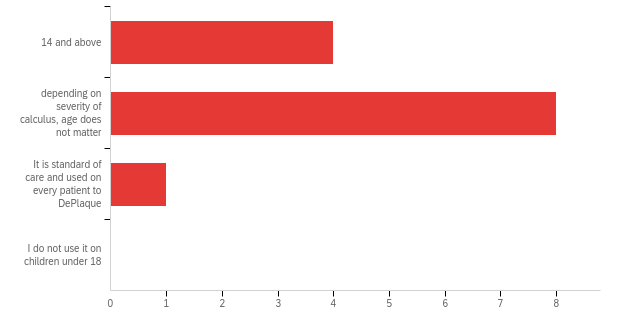 14 and above
depending on
severity of
calculus, age does
not matter
It is standard of
care and used on
every patient to
DePlaque
I do not use it on
children under 18
0 1 2 3 4 5 6 7 8